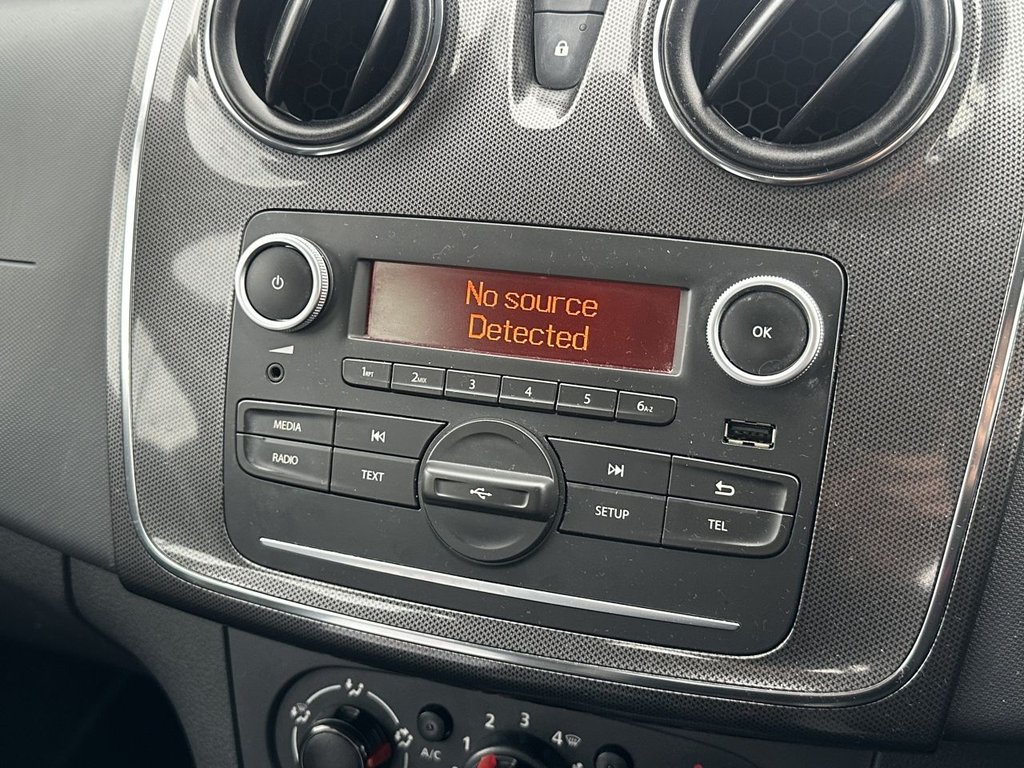 No source
Detected
OK
1RPT 2MIX 3 4 5 6A-Z
MEDIA
RADIO
TEXT
SETUP
TEL
A/C
1 2 3 4